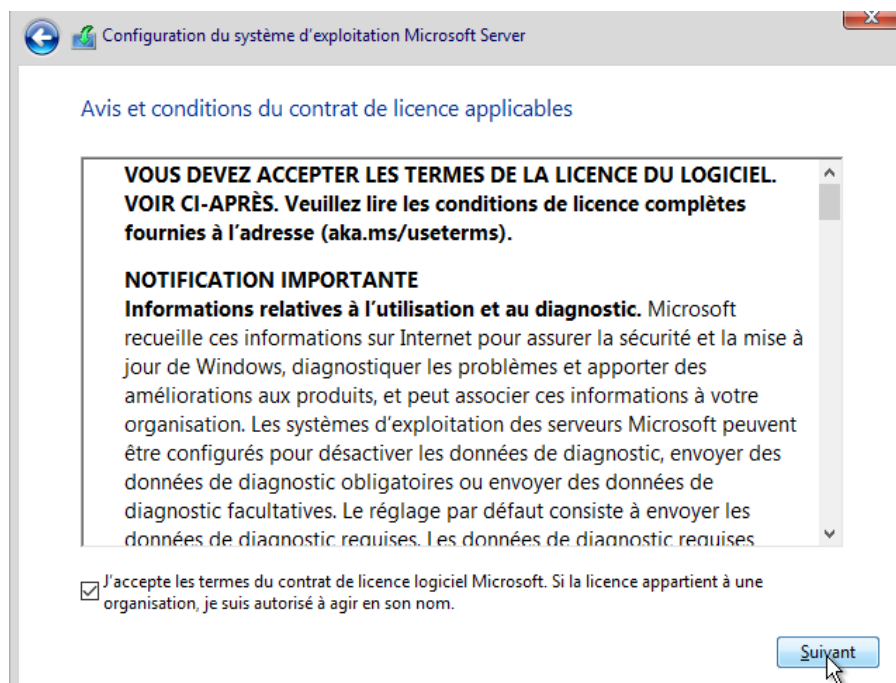 Configuration du système d'exploitation Microsoft Server
Avis et conditions du contrat de licence applicables
VOUS DEVEZ ACCEPTER LES TERMES DE LA LICENCE DU LOGICIEL.
VOIR CI-APRÈS. Veuillez lire les conditions de licence complètes
fournies à l’adresse (aka.ms/useterms).
NOTIFICATION IMPORTANTE
Informations relatives à l’utilisation et au diagnostic. Microsoft
recueille ces informations sur Internet pour assurer la sécurité et la mise à
jour de Windows, diagnostiquer les problèmes et apporter des
améliorations aux produits, et peut associer ces informations à votre
organisation. Les systèmes d’exploitation des serveurs Microsoft peuvent
être configurés pour désactiver les données de diagnostic, envoyer des
données de diagnostic obligatoires ou envoyer des données de
diagnostic facultatives. Le réglage par défaut consiste à envoyer les
données de diagnostic requises. Les données de diagnostic requises
J'accepte les termes du contrat de licence logiciel Microsoft. Si la licence appartient à une
organisation, je suis autorisé à agir en son nom.
Suivant